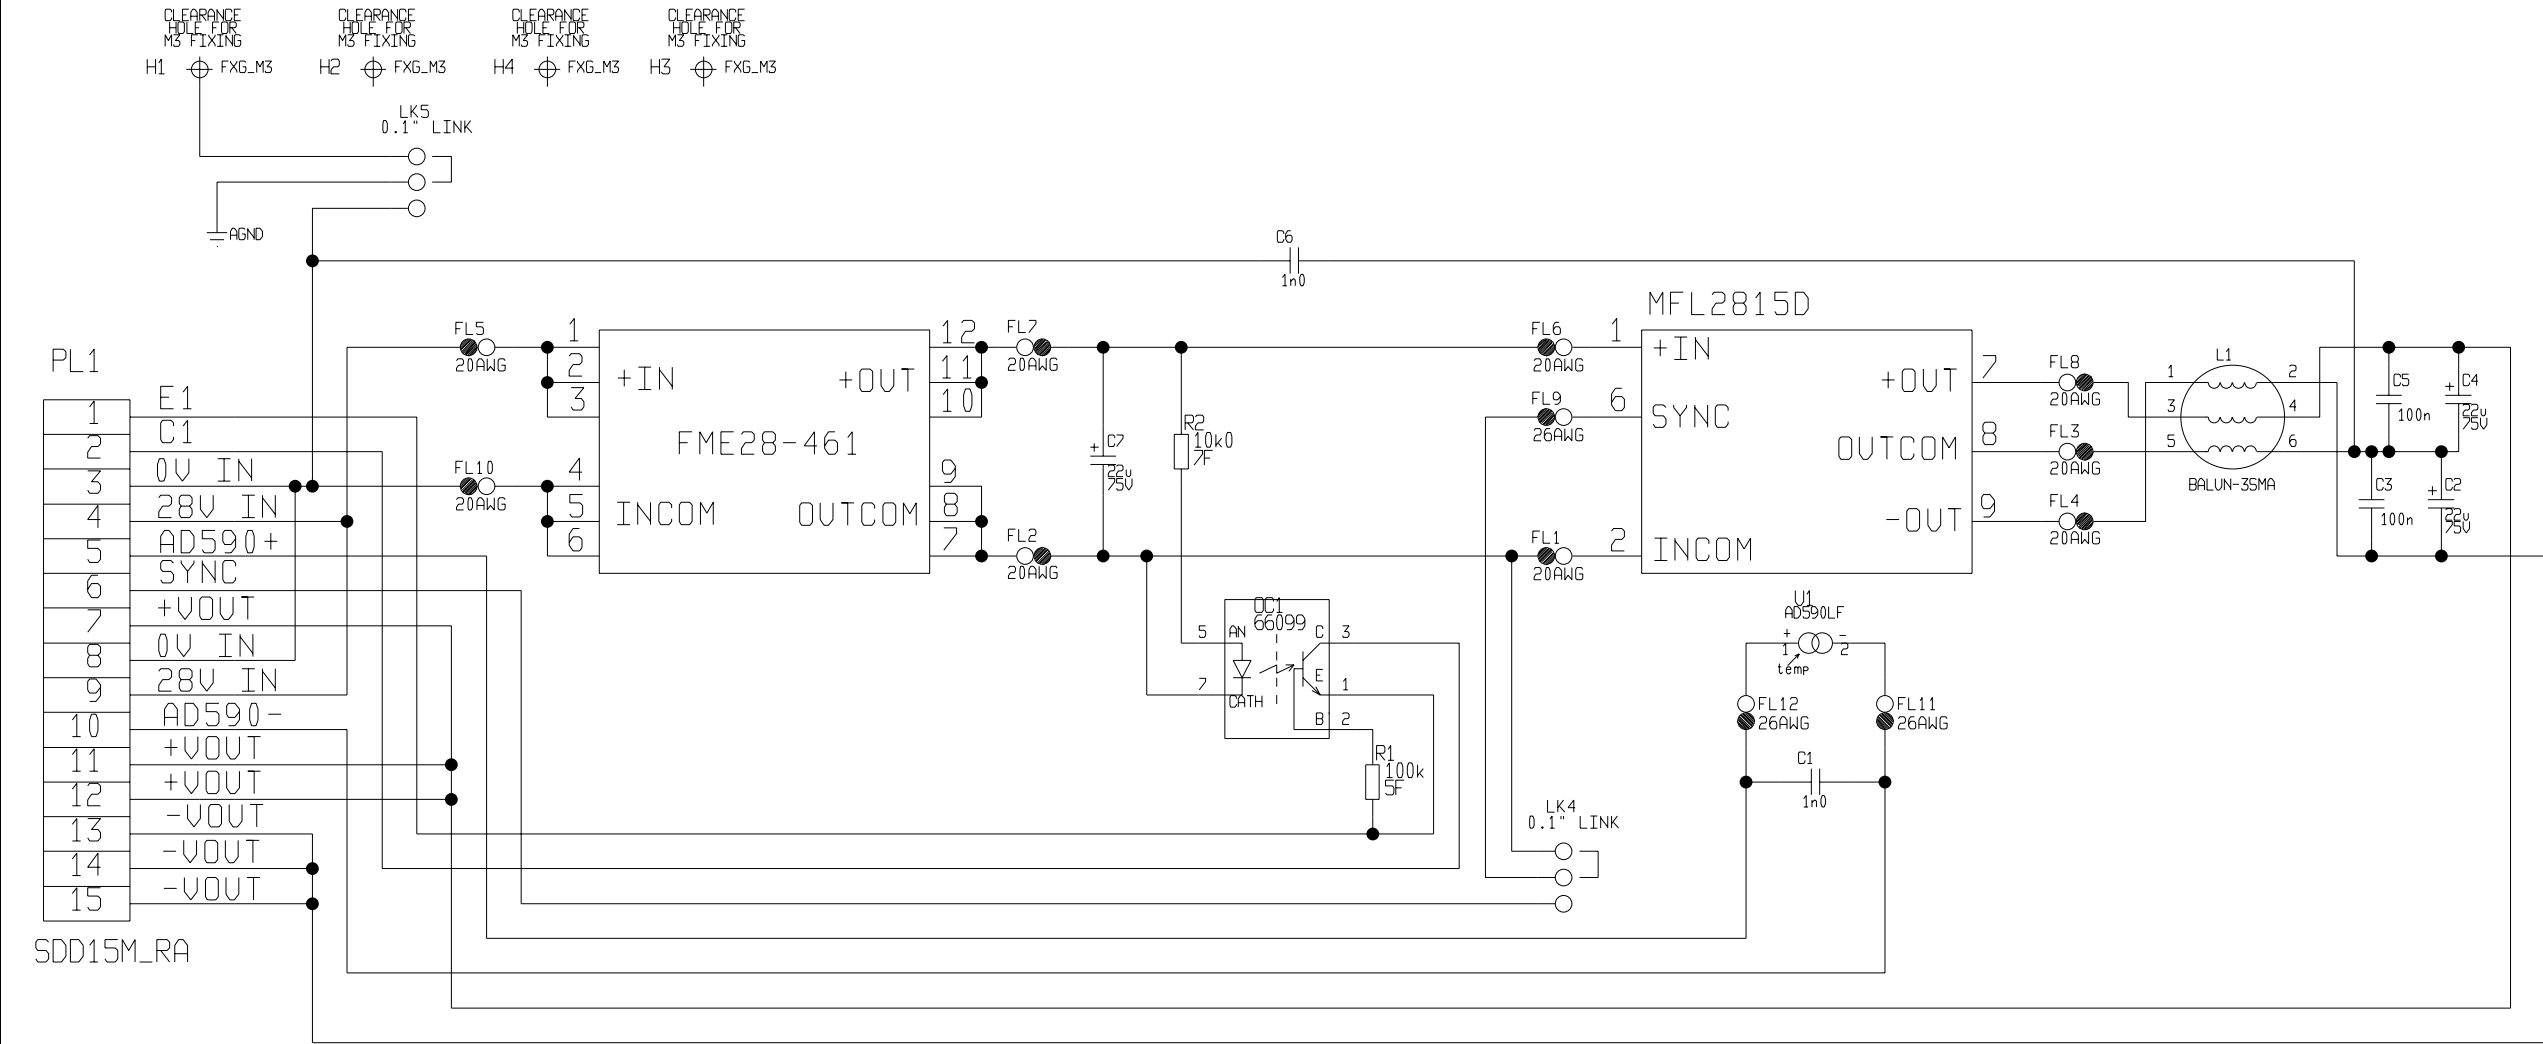 CLEARANCE
HOLE FOR
M3 FIXING
H1
FXG_M3
CLEARANCE
HOLE FOR
M3 FIXING
H2
FXG_M3
CLEARANCE
HOLE FOR
M3 FIXING
H4
FXG_M3
CLEARANCE
HOLE FOR
M3 FIXING
H3
FXG_M3
LK5
0.1" LINK
AGND
C6
1n0
PL1
1
E1
2
C1
3
0V IN
4
28V IN
5
AD590+
6
SYNC
7
+VOUT
8
0V IN
9
28V IN
10
AD590-
11
+VOUT
12
+VOUT
13
-VOUT
14
-VOUT
15
-VOUT
SDD15M_RA
FL5
20AWG
FL10
20AWG
1
2
3
4
5
6
+IN
INCOM
FME28-461
+OUT
OUTCOM
12
11
10
9
8
7
FL7
20AWG
FL2
20AWG
+
C7
22u
75V
R2
10k0
7F
OC1
66099
5
AN
7
CATH
C
3
E
1
B
2
R1
100k
5F
FL6
20AWG
FL9
26AWG
FL1
20AWG
MFL2815D
1
+IN
6
SYNC
2
INCOM
+OUT
7
OUTCOM
8
-OUT
9
FL8
20AWG
FL3
20AWG
FL4
20AWG
L1
1
2
3
4
5
6
BALUN-35MA
C5
100n
+
C4
22u
75V
C3
100n
+
C2
22u
75V
U1
AD590LF
+
1
-
2
temp
FL12
26AWG
FL11
26AWG
C1
1n0
LK4
0.1" LINK